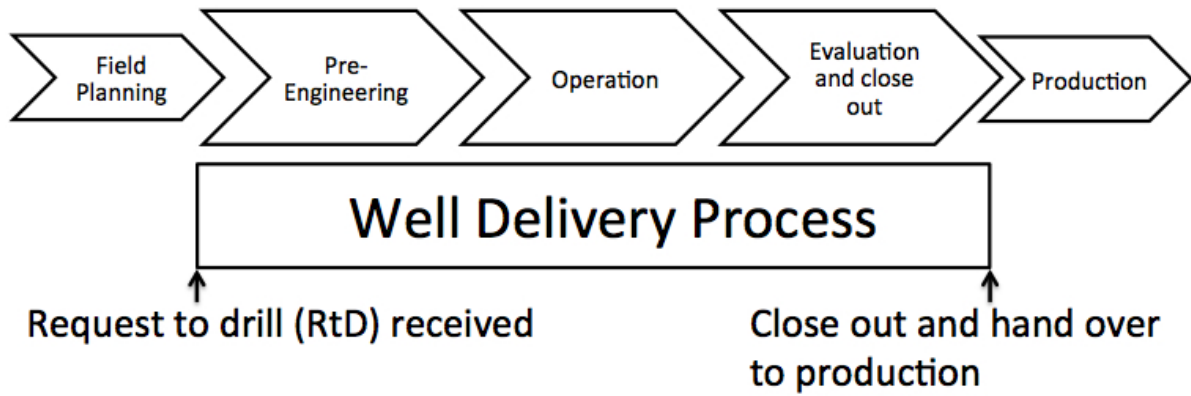 Field
Planning
Pre-
Engineering
Operation
Evaluation
and close
out
Production
Well Delivery Process
Request to drill (RtD) received
Close out and hand over
to production